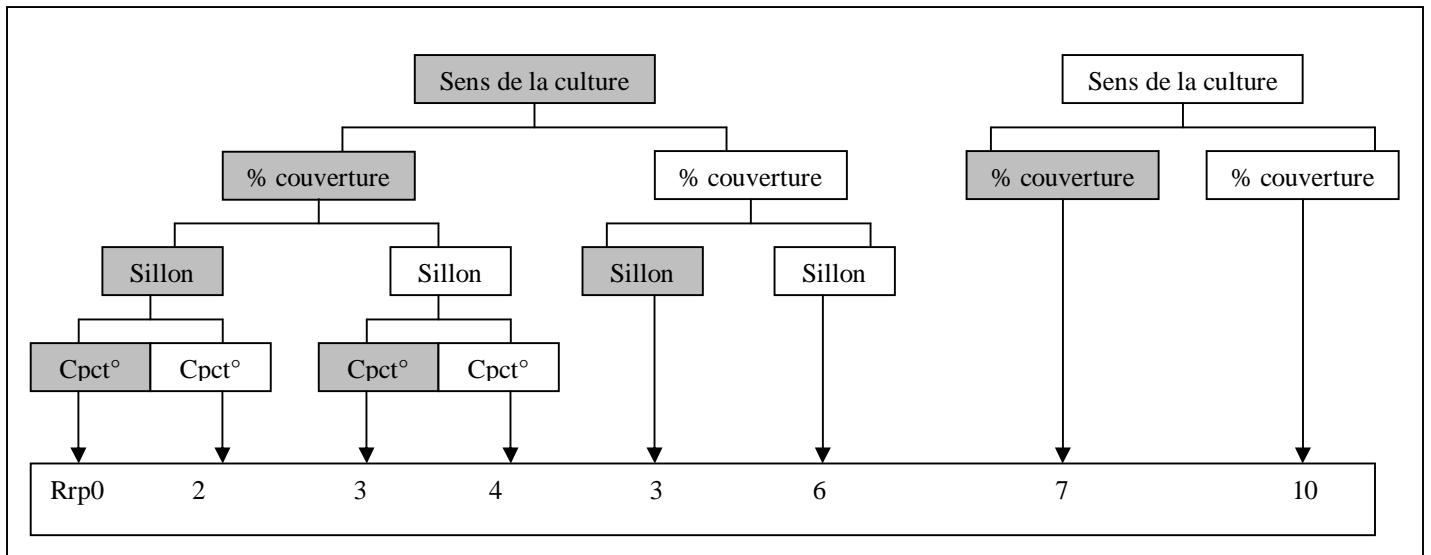 Sens de la culture Sens de la culture
% couverture % couverture % couverture % couverture
Sillon Sillon Sillon Sillon
Cpct° Cpct° Cpct° Cpct°
Rrp0 2 3 4 3 6 7 10